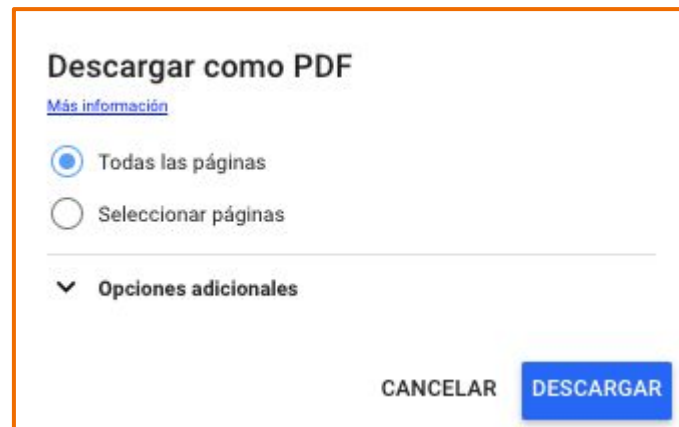 Descargar como PDF
Más información
Todas las páginas
Seleccionar páginas
Opciones adicionales
CANCELAR DESCARGAR